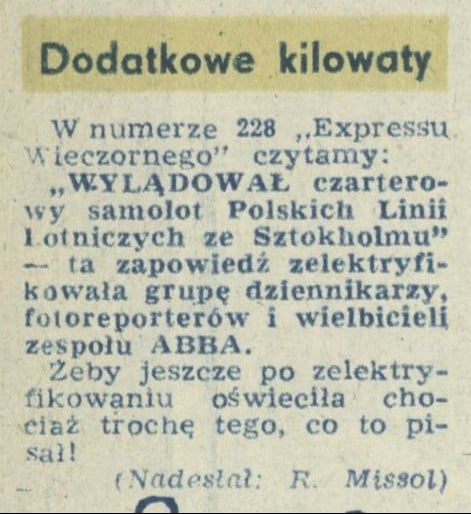 Dodatkowe kilowaty
W numerze 228 „Expressu
Wieczornego” czytamy:
„WYLĄDOWAŁ czartero-
wy samolot Polskich Linii
Lotniczych ze Sztokholmu”
— ta zapowiedź zelektryfi-
kowała grupę dziennikarzy,
fotoreporterów i wielbicieli
zespołu ABBA.
Żeby jeszcze po zelektry-
fikowaniu oświeciła cho-
ciaż trochę tego, co to pi-
sał!
(Nadesłał: R. Missol)